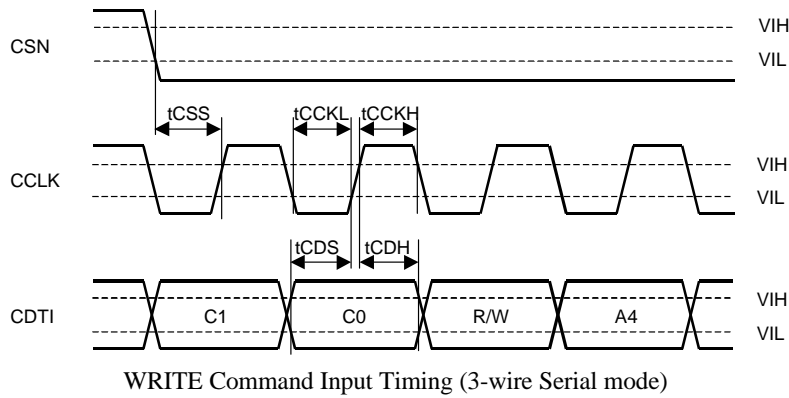 CSN
VIH
VIL
tCSS
tCCKL
tCCKH
CCLK
VIH
VIL
tCDS
tCDH
CDTI
C1
C0
R/W
A4
VIH
VIL
WRITE Command Input Timing (3-wire Serial mode)